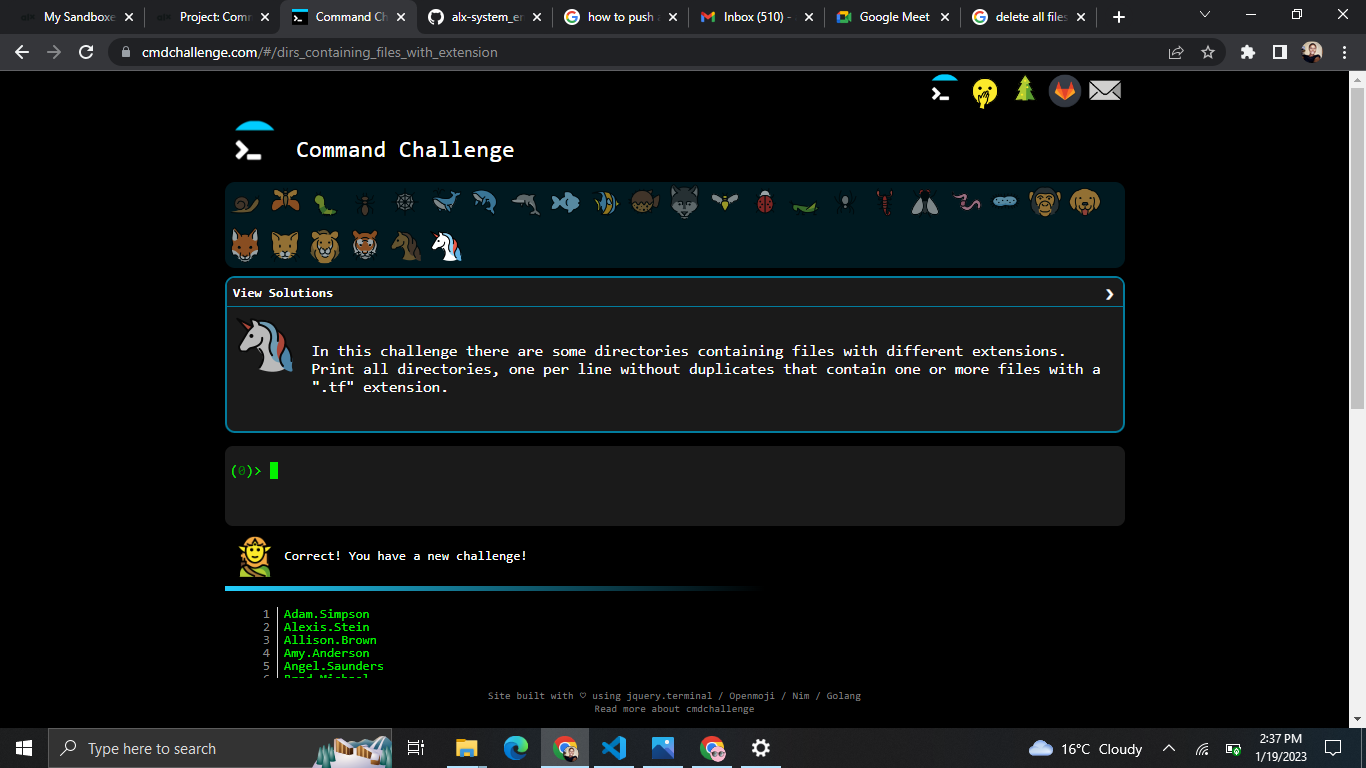 My Sandboxe
Project: Comm
Command Ch
alx-system_er
how to push a
Inbox (510) -
Google Meet
delete all files
cmdchallenge.com/#/dirs_containing_files_with_extension
Command Challenge
View Solutions
In this challenge there are some directories containing files with different extensions.
Print all directories, one per line without duplicates that contain one or more files with a
".tf" extension.
(0)>
Correct! You have a new challenge!
1 Adam.Simpson
2 Alexis.Stein
3 Allison.Brown
4 Amy.Anderson
5 Angel.Saunders
6 Brad.Michael
Site built with ♡ using jquery.terminal / Openmoji / Nim / Golang
Read more about cmdchallenge
Type here to search
16°C Cloudy
2:37 PM
1/19/2023